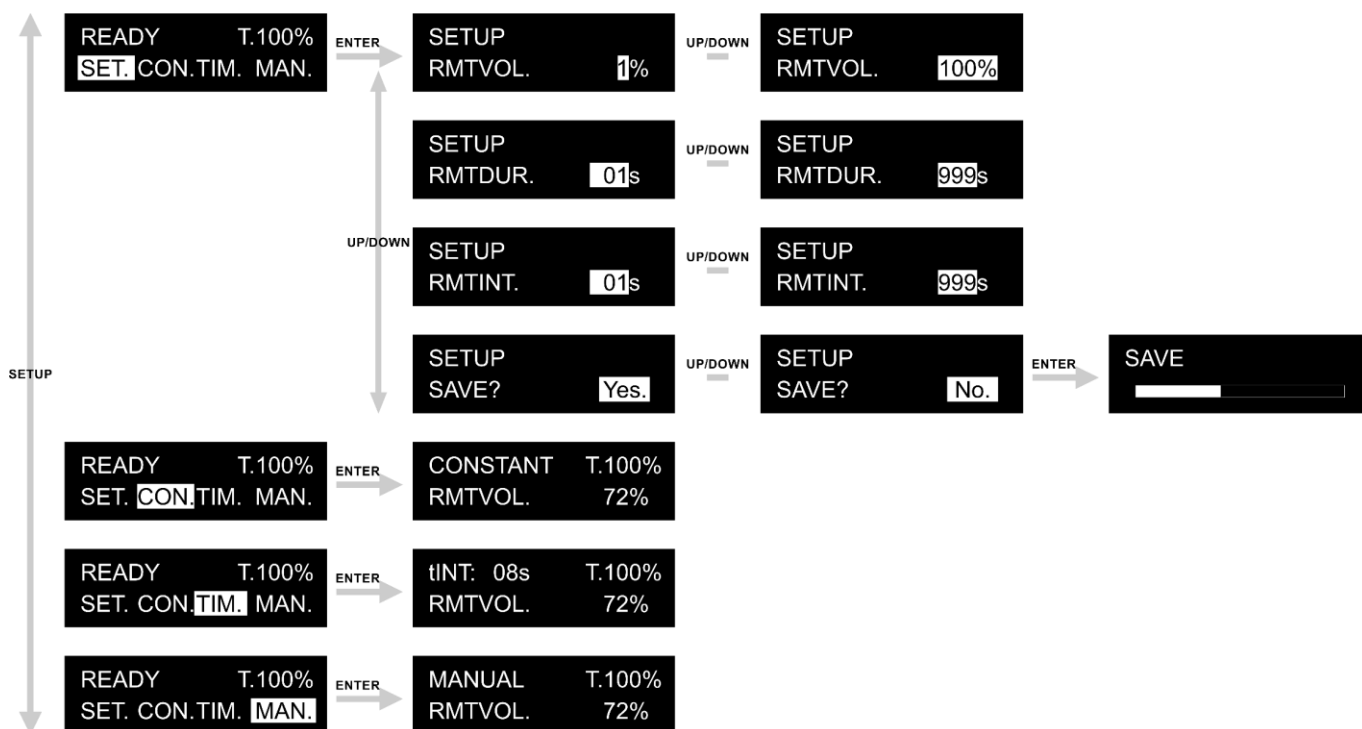 READY T.100%
SET. CON.TIM. MAN.
ENTER
SETUP
RMTVOL. 1%
UP/DOWN
SETUP
RMTVOL. 100%
SETUP
RMTDUR. 01s
UP/DOWN
SETUP
RMTDUR. 999s
UP/DOWN
SETUP
RMTINT. 01s
UP/DOWN
SETUP
RMTINT. 999s
SETUP
SETUP
SAVE? Yes.
UP/DOWN
SETUP
SAVE? No.
ENTER
SAVE
READY T.100%
SET. CON.TIM. MAN.
ENTER
CONSTANT T.100%
RMTVOL. 72%
READY T.100%
SET. CON.TIM. MAN.
ENTER
tINT: 08s T.100%
RMTVOL. 72%
READY T.100%
SET. CON.TIM. MAN.
ENTER
MANUAL T.100%
RMTVOL. 72%